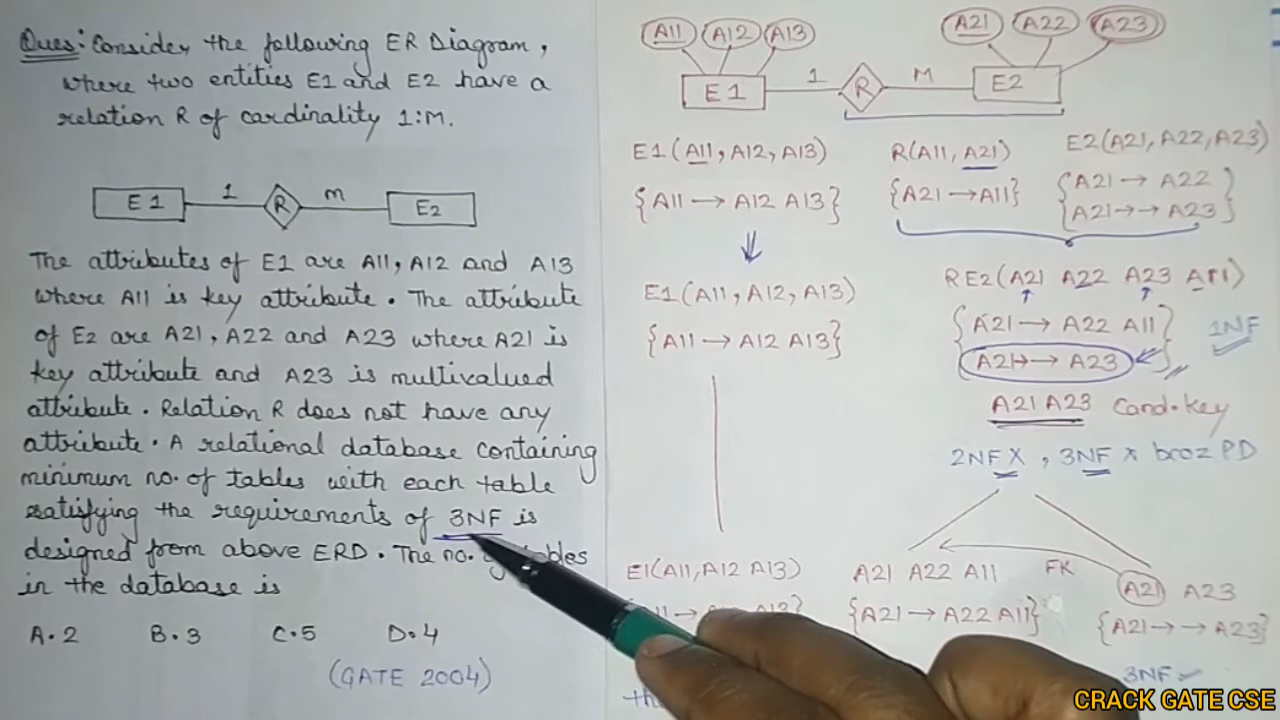 Ques: Consider the following ER Diagram,
where two entities E1 and E2 have a
relation R of cardinality 1:M.
E1 1 R m E2
The attributes of E1 are A11, A12 and A13
where A11 is key attribute. The attribute
of E2 are A21, A22 and A23 where A21 is
key attribute and A23 is multivalued
attribute. Relation R does not have any
attribute. A relational database containing
minimum no. of tables with each table
satisfying the requirements of 3NF is
designed from above ERD. The no. tables
in the database is
A. 2 B. 3 C. 5 D. 4
(GATE 2004)
A11 A12 A13 A21 A22 A23
E1 1 R M E2
E1(A11, A12, A13) R(A11, A21) E2(A21, A22, A23)
{A11 → A12 A13} {A21 → A11} {A21 → A22
A21 →→ A23}
E1(A11, A12, A13) RE2(A21 A22 A23 A11)
{A11 → A12 A13} {A21 → A22 A11
A21 →→ A23} 1NF
A21 A23 Cand. key
2NF X, 3NF X broz PD
E1(A11, A12 A13) A21 A22 A11 FK A21 A23
{A21 → A22 A11} {A21 →→ A23}
3NF ✓
CRACK GATE CSE